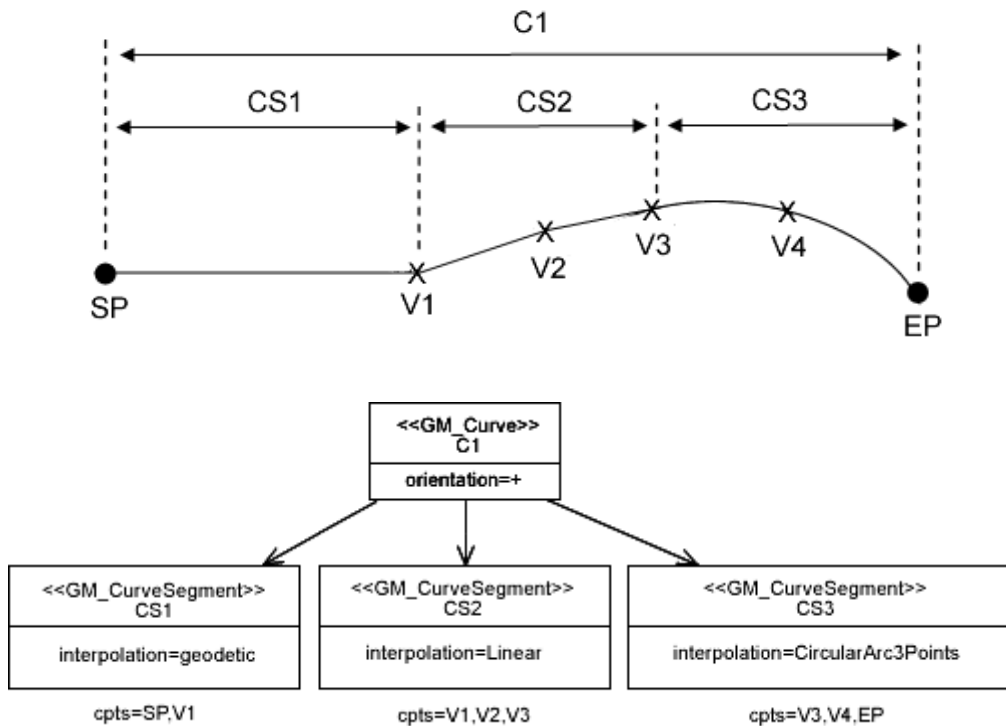 C1
CS1
CS2
CS3
SP
V1
V2
V3
V4
EP
<<GM_Curve>>
C1
orientation=+
<<GM_CurveSegment>>
CS1
interpolation=geodetic
cpts=SP,V1
<<GM_CurveSegment>>
CS2
interpolation=Linear
cpts=V1,V2,V3
<<GM_CurveSegment>>
CS3
interpolation=CircularArc3Points
cpts=V3,V4,EP